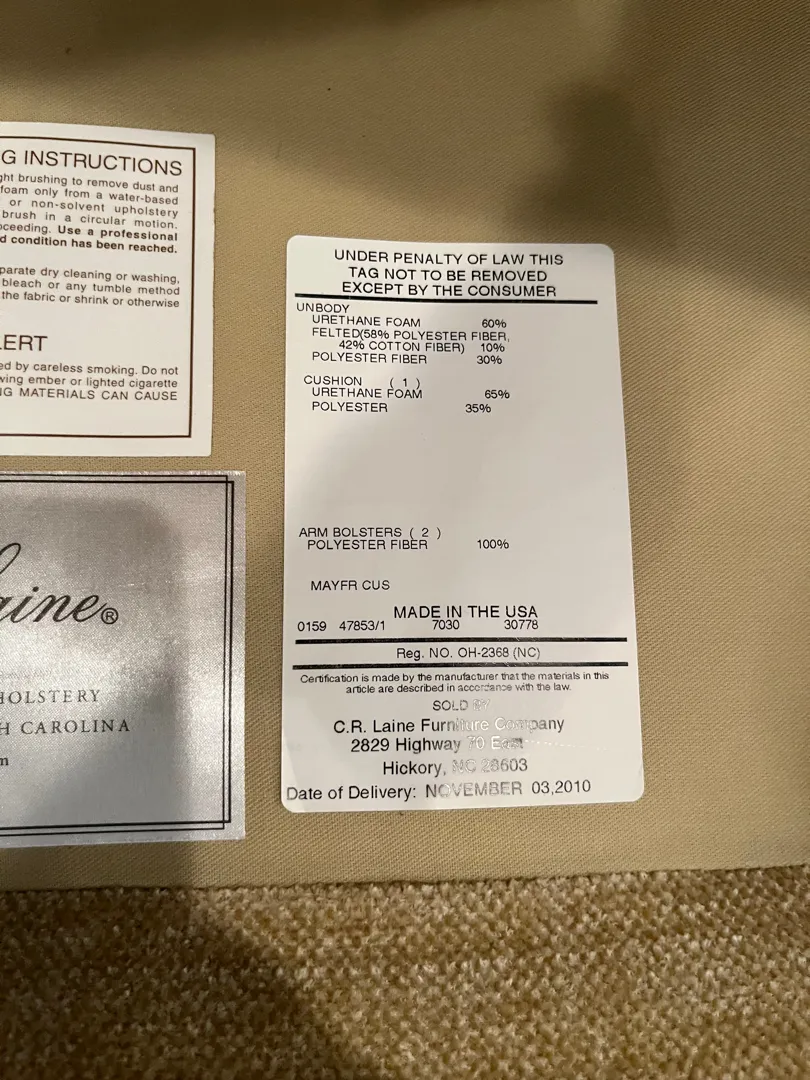 G INSTRUCTIONS
ght brushing to remove dust and
foam only from a water-based
or non-solvent upholstery
brush in a circular motion.
ceeding. Use a professional
d condition has been reached.
parate dry cleaning or washing,
bleach or any tumble method
the fabric or shrink or otherwise
ERT
ed by careless smoking. Do not
wing ember or lighted cigarette
G MATERIALS CAN CAUSE
aine®
HOLSTERY
H CAROLINA
m
UNDER PENALTY OF LAW THIS
TAG NOT TO BE REMOVED
EXCEPT BY THE CONSUMER
UNBODY
URETHANE FOAM 60%
FELTED(58% POLYESTER FIBER,
42% COTTON FIBER) 10%
POLYESTER FIBER 30%
CUSHION ( 1 )
URETHANE FOAM 65%
POLYESTER 35%
ARM BOLSTERS ( 2 )
POLYESTER FIBER 100%
MAYFR CUS
MADE IN THE USA
0159 47853/1 7030 30778
Reg. NO. OH-2368 (NC)
Certification is made by the manufacturer that the materials in this
article are described in accordance with the law.
SOLD BY
C.R. Laine Furniture Company
2829 Highway 70 East
Hickory, NC 28603
Date of Delivery: NOVEMBER 03,2010